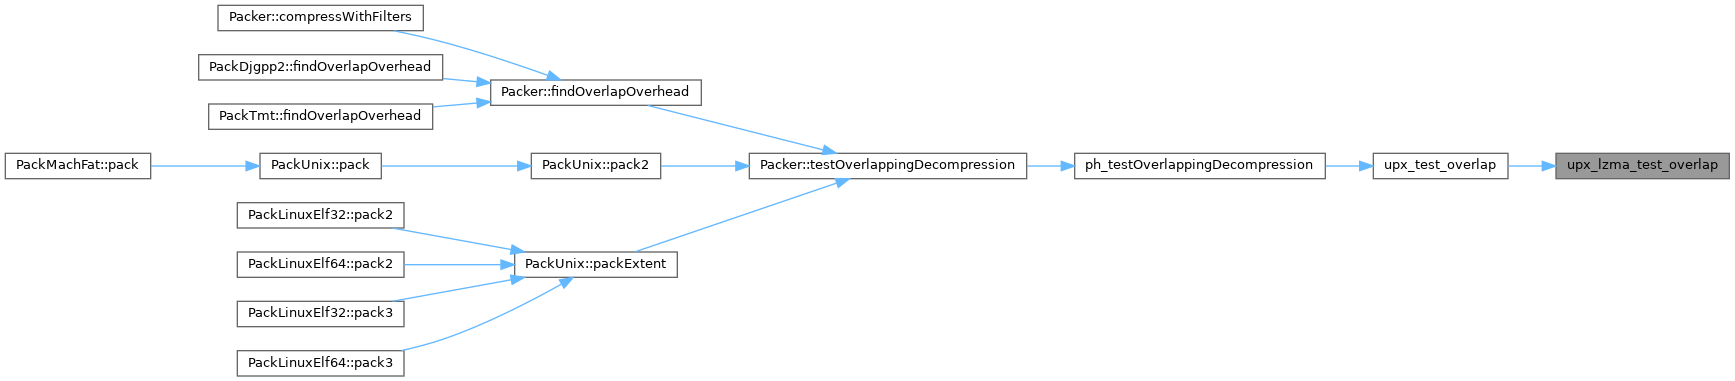 Packer::compressWithFilters
PackDjgpp2::findOverlapOverhead
Packer::findOverlapOverhead
PackTmt::findOverlapOverhead
PackMachFat::pack
PackUnix::pack
PackUnix::pack2
Packer::testOverlappingDecompression
ph_testOverlappingDecompression
upx_test_overlap
upx_lzma_test_overlap
PackLinuxElf32::pack2
PackLinuxElf64::pack2
PackUnix::packExtent
PackLinuxElf32::pack3
PackLinuxElf64::pack3